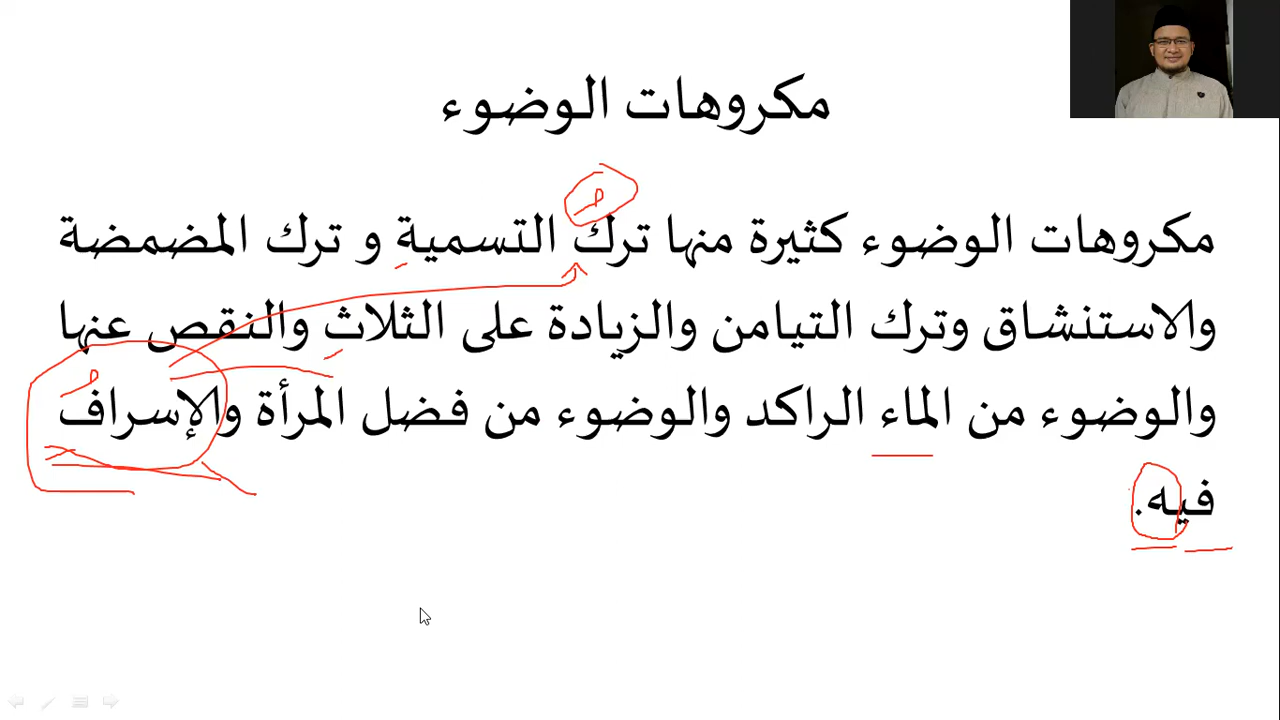 مكروهات الوضوء
مكروهات الوضوء كثيرة منها ترك التسمية و ترك المضمضة
والاستنشاق وترك التيامن والزيادة على الثلاث والنقص عنها
والوضوء من الماء الراكد والوضوء من فضل المرأة والإسراف
فيه.